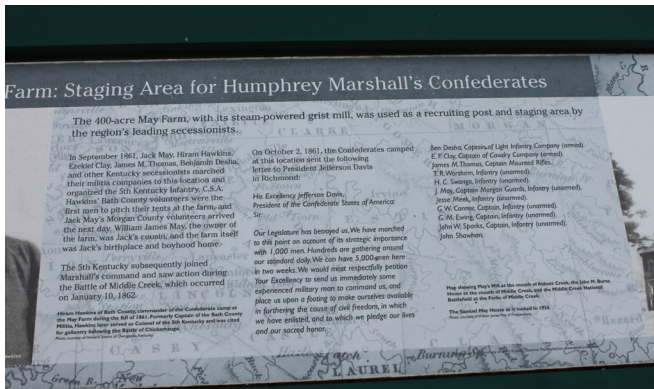 Farm: Staging Area for Humphrey Marshall's Confederates
The 400-acre May Farm, with its steam-powered grist mill, was used as a recruiting post and staging area by
the region's leading secessionists.
In September 1861, Jack May, Hiram Hawkins,
Ezekiel Clay, James M. Thomas, Benjamin Desha,
and other Kentucky secessionists marched
their militia companies to this location and
organized the 5th Kentucky Infantry, C.S.A.
Hawkins' Bath County volunteers were the
first men to pitch their tents at the farm, and
Jack May's Morgan County volunteers arrived
the next day. William James May, the owner of
the farm, was Jack's cousin, and the farm itself
was Jack's birthplace and boyhood home.
The 5th Kentucky subsequently joined
Marshall's command and saw action during
the Battle of Middle Creek, which occurred
on January 10, 1862.
Hiram Hawkins of Bath County, commander of the Confederate camp at
the May Farm during the fall of 1861. Formerly Captain of the Bath County
Militia, Hawkins later served as Colonel of the 5th Kentucky and was cited
for gallantry following the Battle of Chickamauga.
On October 2, 1861, the Confederates camped
at this location sent the following
letter to President Jefferson Davis
in Richmond:
His Excellency Jefferson Davis,
President of the Confederate States of America:
Sir:
Our Legislature has betrayed us. We have marched
to this point on account of its strategic importance
with 1,000 men. Hundreds are gathering around
our standard daily. We can have 5,000 men here
in two weeks. We would most respectfully petition
Your Excellency to send us immediately some
experienced military man to command us, and
place us upon a footing to make ourselves available
in furthering the cause of civil freedom, in which
we have enlisted, and to which we pledge our lives
and our sacred honor.
Ben Desha, Captain of Light Infantry Company (armed).
E. F. Clay, Captain of Cavalry Company (armed).
James M. Thomas, Captain Mounted Rifles.
Infantry (unarmed).
H. C. Swango, Infantry (unarmed).
J. May, Captain Morgan Guards, Infantry (unarmed).
Jesse Meek, Infantry (unarmed).
G. W. Connor, Captain, Infantry (unarmed).
G. M. Ewing, Captain, Infantry (unarmed).
John W. Sparks, Captain, Infantry (unarmed).
John Shawhan.
Map showing May's Mill at the mouth of Abbott Creek, the John M. Burns
House at the mouth of Middle Creek, and the Middle Creek National
Battlefield at the Forks of Middle Creek.
The Samuel May House as it looked in 1926.
CLARKE
MORGAN
CASEY
LAUREL
Green R.
Burning
Hazard